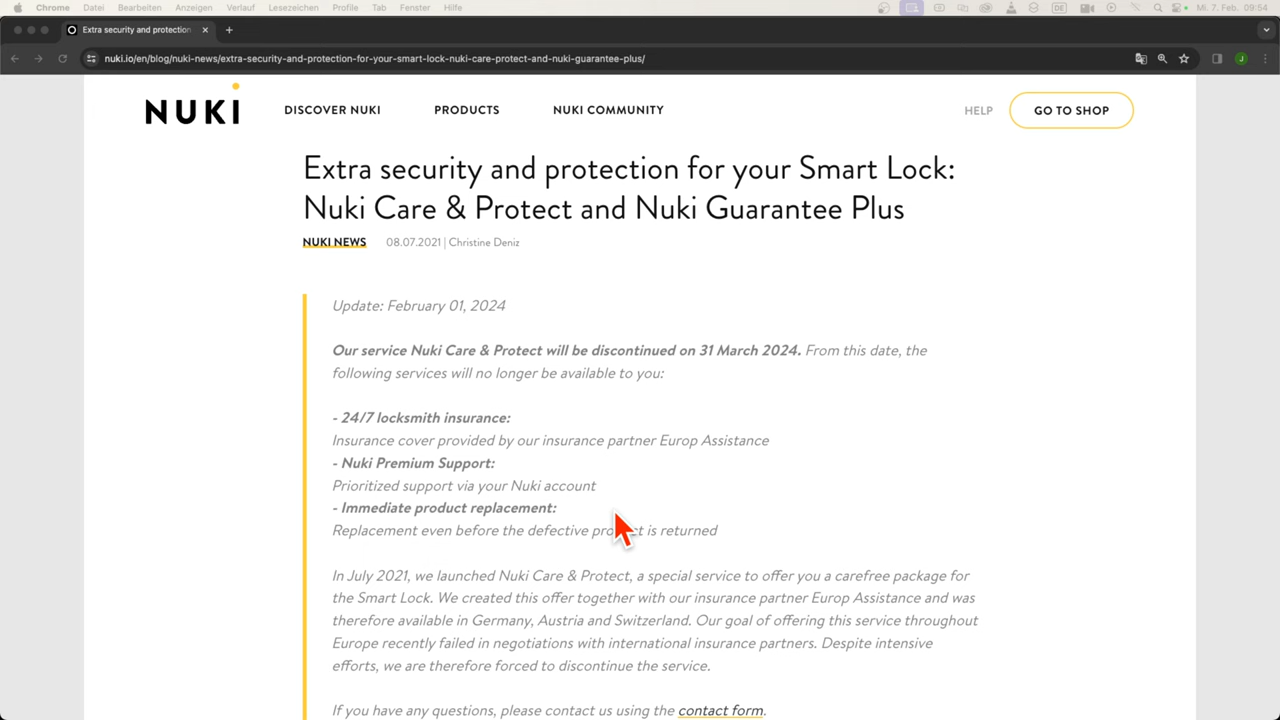 Chrome Datei Bearbeiten Anzeigen Verlauf Lesezeichen Profile Tab Fenster Hilfe DE Mi. 7. Feb. 09:54
Extra security and protection
nuki.io/en/blog/nuki-news/extra-security-and-protection-for-your-smart-lock-nuki-care-protect-and-nuki-guarantee-plus/ J
NUKI DISCOVER NUKI PRODUCTS NUKI COMMUNITY HELP GO TO SHOP
Extra security and protection for your Smart Lock:
Nuki Care & Protect and Nuki Guarantee Plus
NUKI NEWS 08.07.2021 | Christine Deniz
Update: February 01, 2024
Our service Nuki Care & Protect will be discontinued on 31 March 2024. From this date, the
following services will no longer be available to you:
- 24/7 locksmith insurance:
Insurance cover provided by our insurance partner Europ Assistance
- Nuki Premium Support:
Prioritized support via your Nuki account
- Immediate product replacement:
Replacement even before the defective product is returned
In July 2021, we launched Nuki Care & Protect, a special service to offer you a carefree package for
the Smart Lock. We created this offer together with our insurance partner Europ Assistance and was
therefore available in Germany, Austria and Switzerland. Our goal of offering this service throughout
Europe recently failed in negotiations with international insurance partners. Despite intensive
efforts, we are therefore forced to discontinue the service.
If you have any questions, please contact us using the contact form.